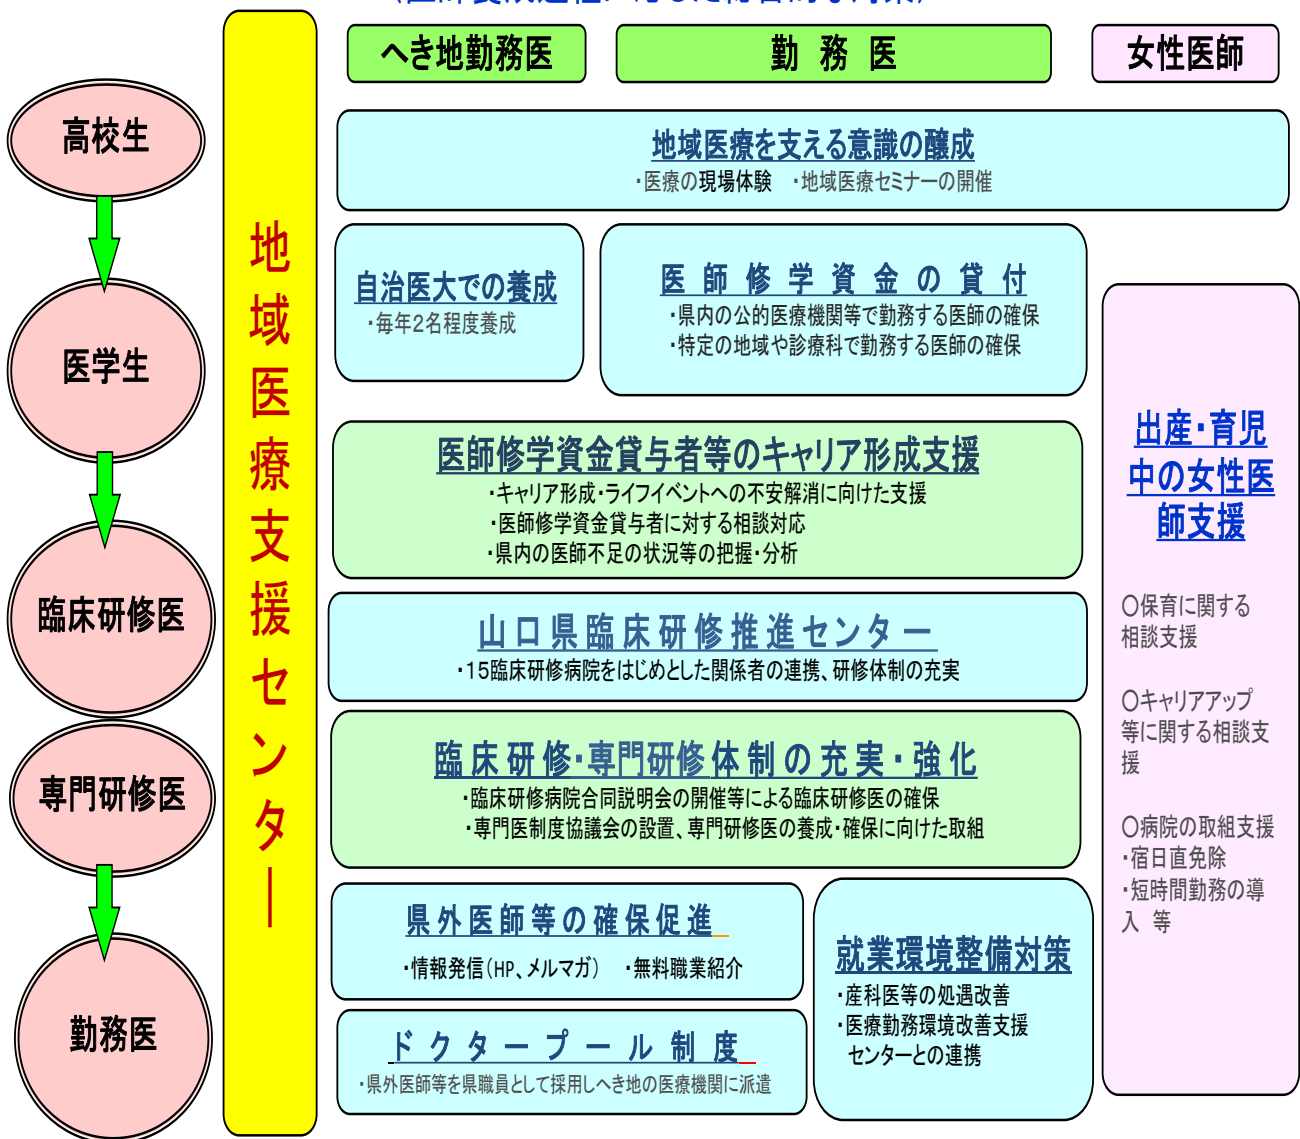 へき地勤務医
勤 務 医
女性医師
高校生
医学生
臨床研修医
専門研修医
勤務医
地域医療支援センター
地域医療を支える意識の醸成
・医療の現場体験　・地域医療セミナーの開催
自治医大での養成
・毎年2名程度養成
医 師 修 学 資 金 の 貸 付
・県内の公的医療機関等で勤務する医師の確保
・特定の地域や診療科で勤務する医師の確保
医師修学資金貸与者等のキャリア形成支援
・キャリア形成・ライフイベントへの不安解消に向けた支援
・医師修学資金貸与者に対する相談対応
・県内の医師不足の状況等の把握・分析
山口県臨床研修推進センター
・15臨床研修病院をはじめとした関係者の連携、研修体制の充実
臨床研修・専門研修体制の充実・強化
・臨床研修病院合同説明会の開催等による臨床研修医の確保
・専門医制度協議会の設置、専門研修医の養成・確保に向けた取組
県外医師等の確保促進
・情報発信（HP、メルマガ）　・無料職業紹介
ドクタープール制度
・県外医師等を県職員として採用しへき地の医療機関に派遣
就業環境整備対策
・産科医等の処遇改善
・医療勤務環境改善支援
センターとの連携
出産・育児
中の女性医
師支援
〇保育に関する
相談支援
〇キャリアアップ
等に関する相談支
援
〇病院の取組支援
・宿日直免除
・短時間勤務の導
入 等